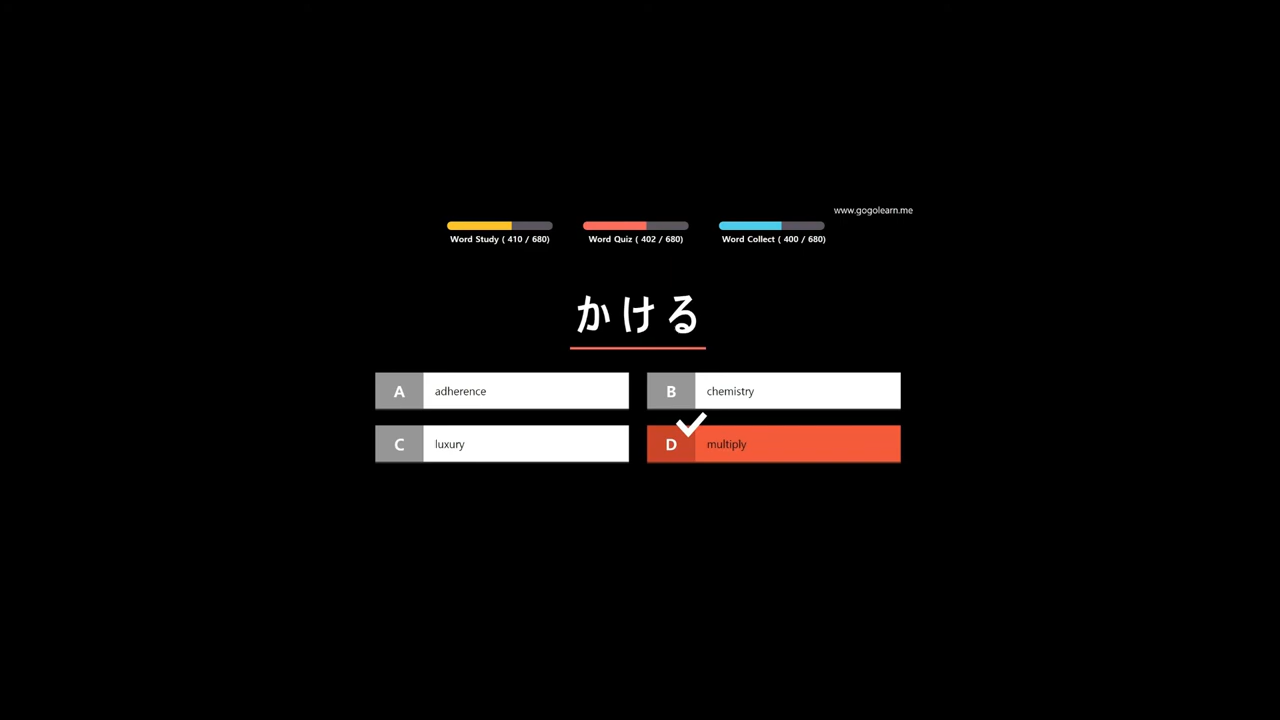 www.gogolearn.me
Word Study ( 410 / 680) Word Quiz ( 402 / 680) Word Collect ( 400 / 680)
かける
A adherence B chemistry
C luxury D multiply